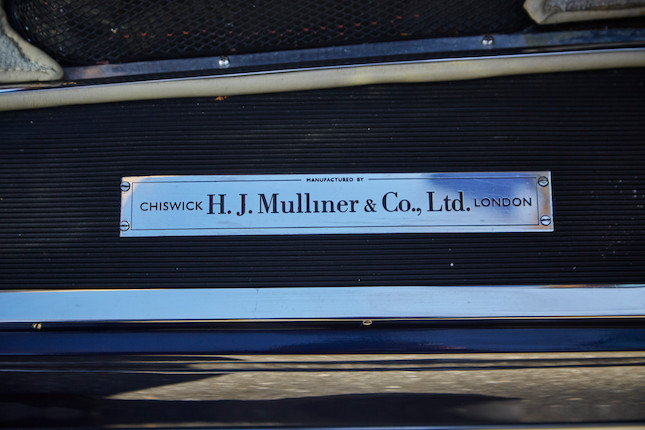 MANUFACTURED BY
CHISWICK H. J. Mulliner & Co., Ltd. LONDON